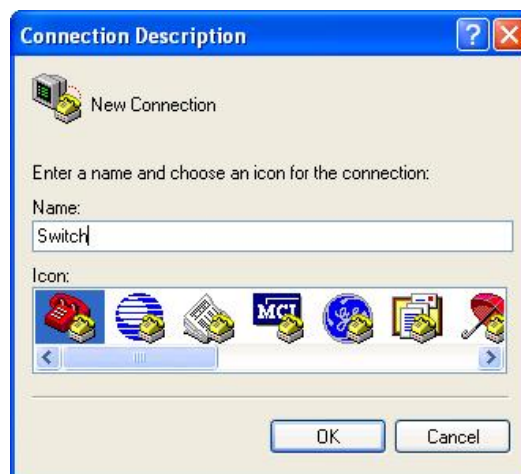 Connection Description
New Connection
Enter a name and choose an icon for the connection:
Name:
Switch
Icon:
MCI
OK
Cancel